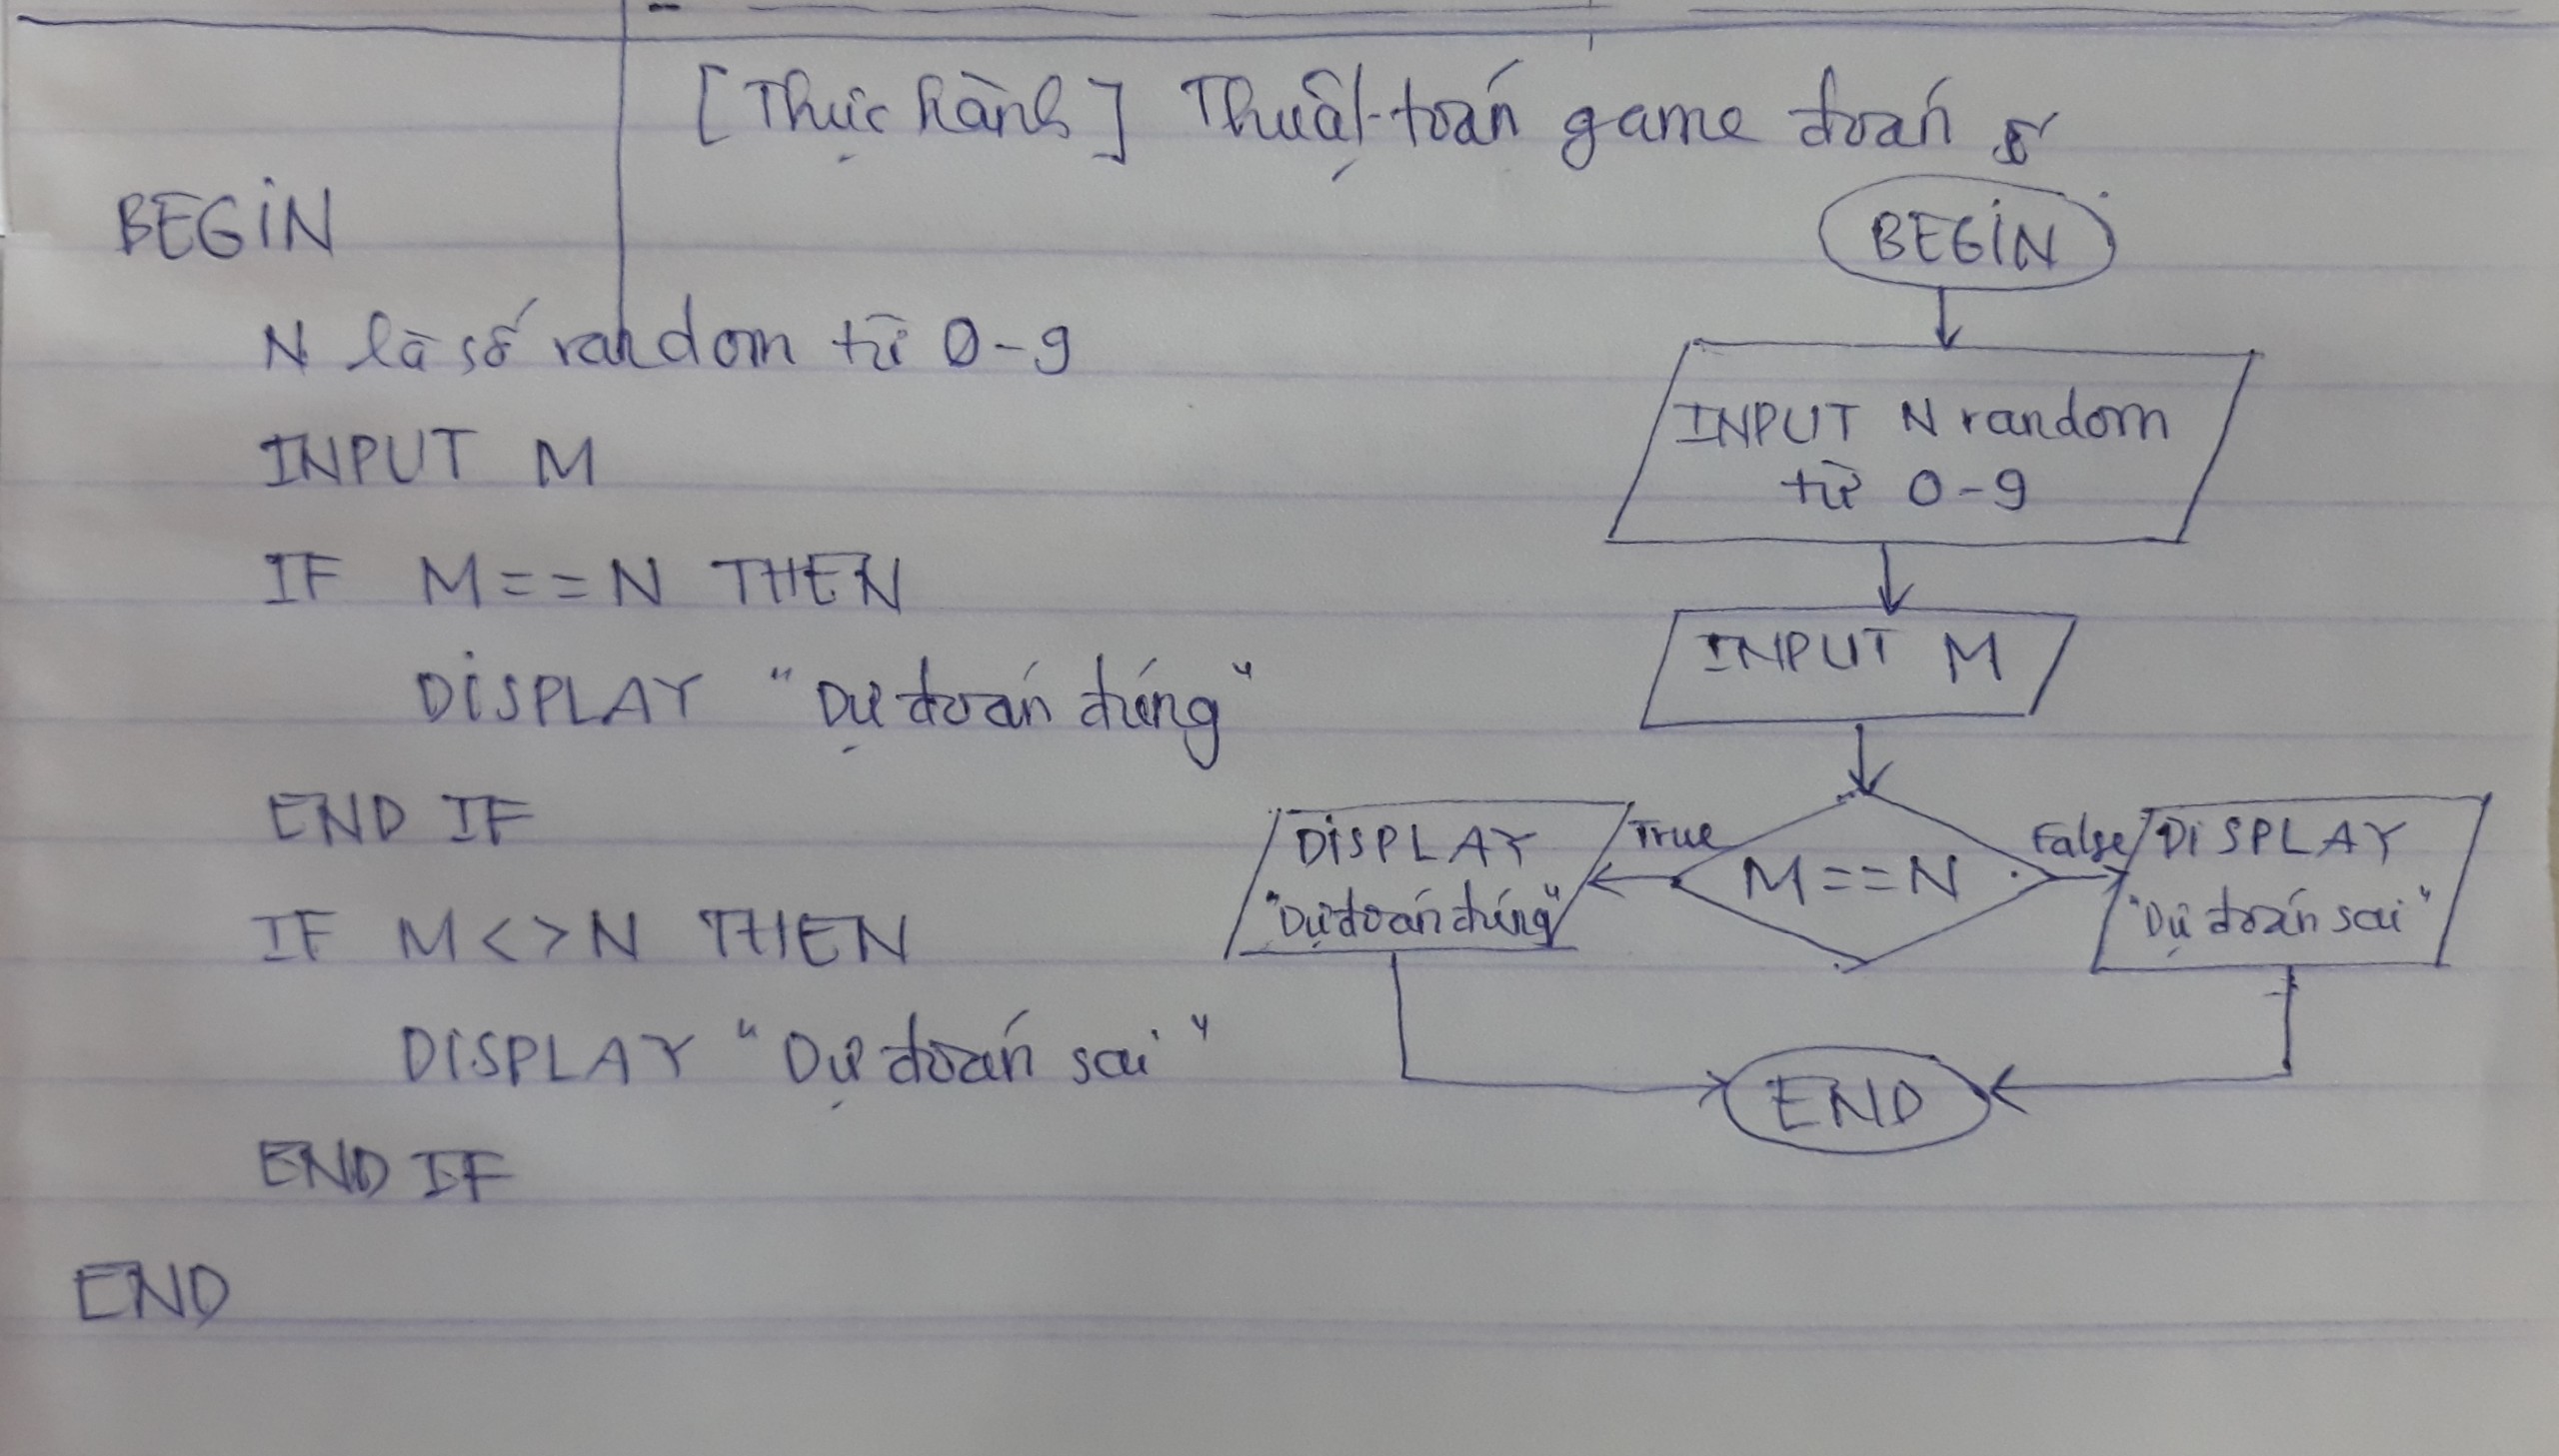 [Thực hành] Thuật toán game đoán số
BEGIN
N là số random từ 0-9
INPUT M
IF M==N THEN
DISPLAY "Dự đoán đúng"
END IF
IF M<>N THEN
DISPLAY "Dự đoán sai"
END IF
END
BEGIN
INPUT N random
từ 0-9
INPUT M
M==N
True
False
DISPLAY
"Dự đoán đúng"
DISPLAY
"Dự đoán sai"
END